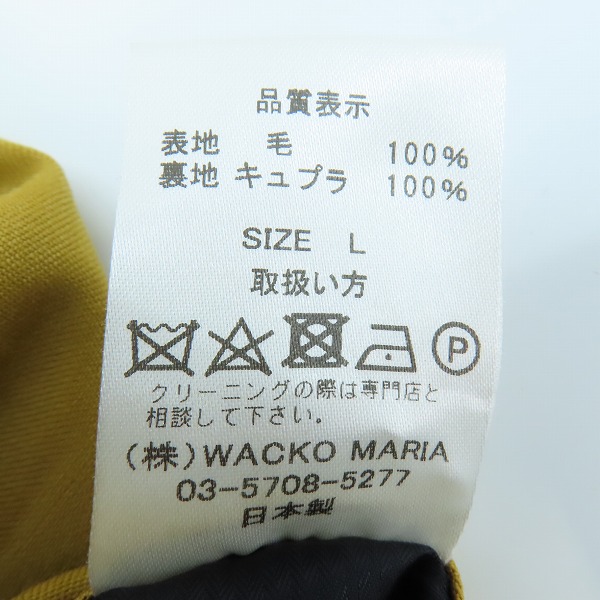 品質表示
表地 毛 100%
裏地 キュプラ 100%
SIZE L
取扱い方
P
クリーニングの際は専門店と
相談して下さい。
(株)WACKO MARIA
03-5708-5277
日本製